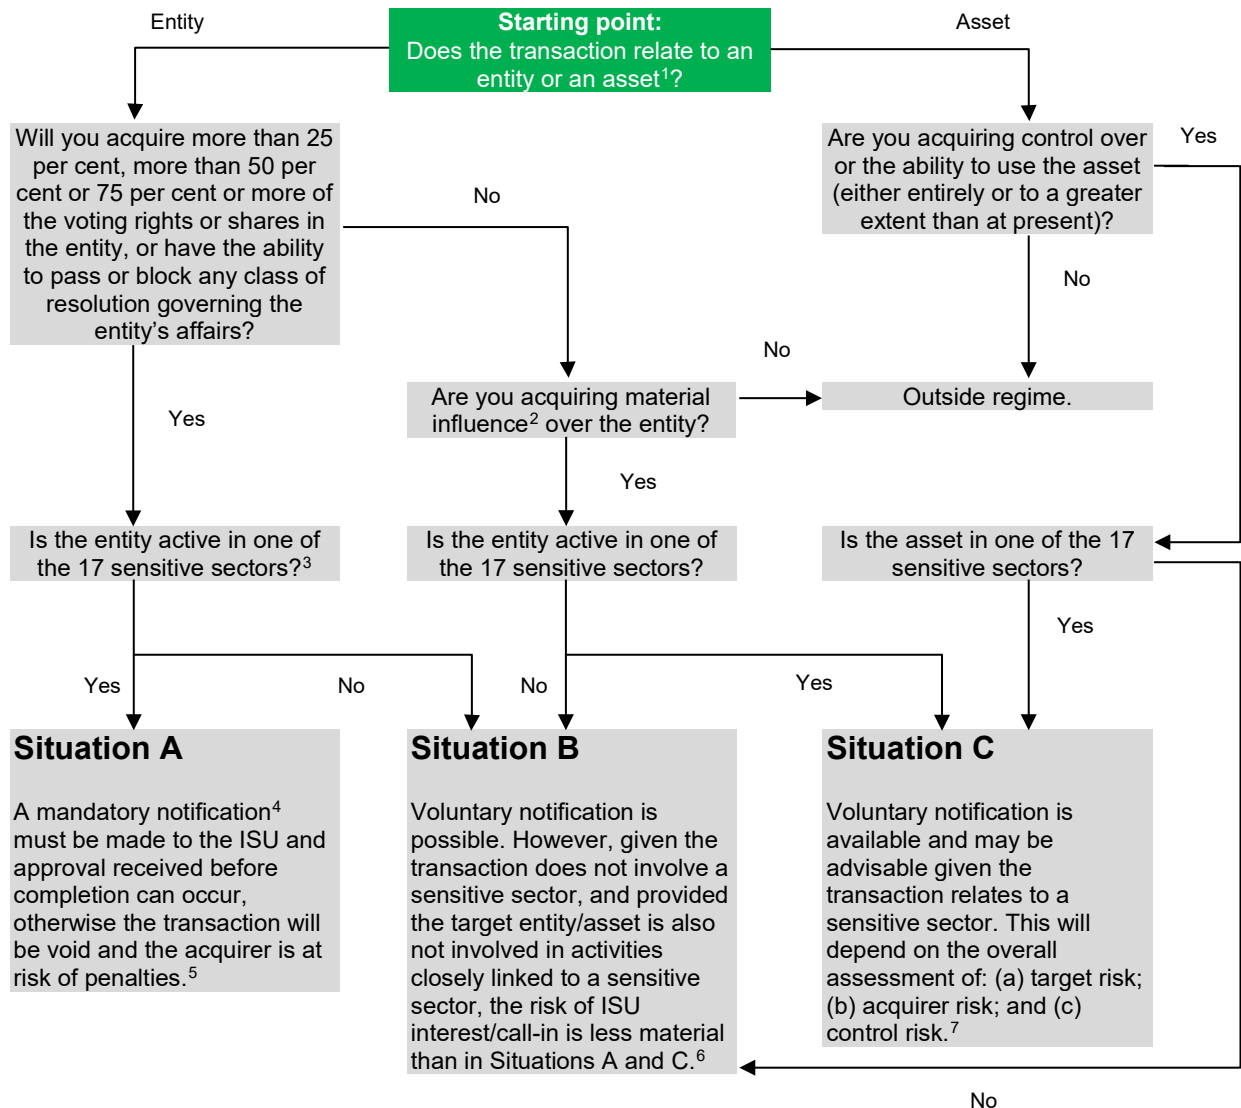 Entity
Starting point:
Does the transaction relate to an
entity or an asset¹?
Asset
Will you acquire more than 25
per cent, more than 50 per
cent or 75 per cent or more of
the voting rights or shares in
the entity, or have the ability
to pass or block any class of
resolution governing the
entity’s affairs?
No
Are you acquiring control over
or the ability to use the asset
(either entirely or to a greater
extent than at present)?
Yes
No
Yes
Are you acquiring material
influence² over the entity?
No
Outside regime.
Yes
Is the entity active in one of
the 17 sensitive sectors?³
Is the entity active in one of
the 17 sensitive sectors?
Is the asset in one of the 17
sensitive sectors?
Yes
No
No
Yes
Yes
Situation A
A mandatory notification⁴
must be made to the ISU and
approval received before
completion can occur,
otherwise the transaction will
be void and the acquirer is at
risk of penalties.⁵
Situation B
Voluntary notification is
possible. However, given the
transaction does not involve a
sensitive sector, and provided
the target entity/asset is also
not involved in activities
closely linked to a sensitive
sector, the risk of ISU
interest/call-in is less material
than in Situations A and C.⁶
Situation C
Voluntary notification is
available and may be
advisable given the
transaction relates to a
sensitive sector. This will
depend on the overall
assessment of: (a) target risk;
(b) acquirer risk; and (c)
control risk.⁷
No